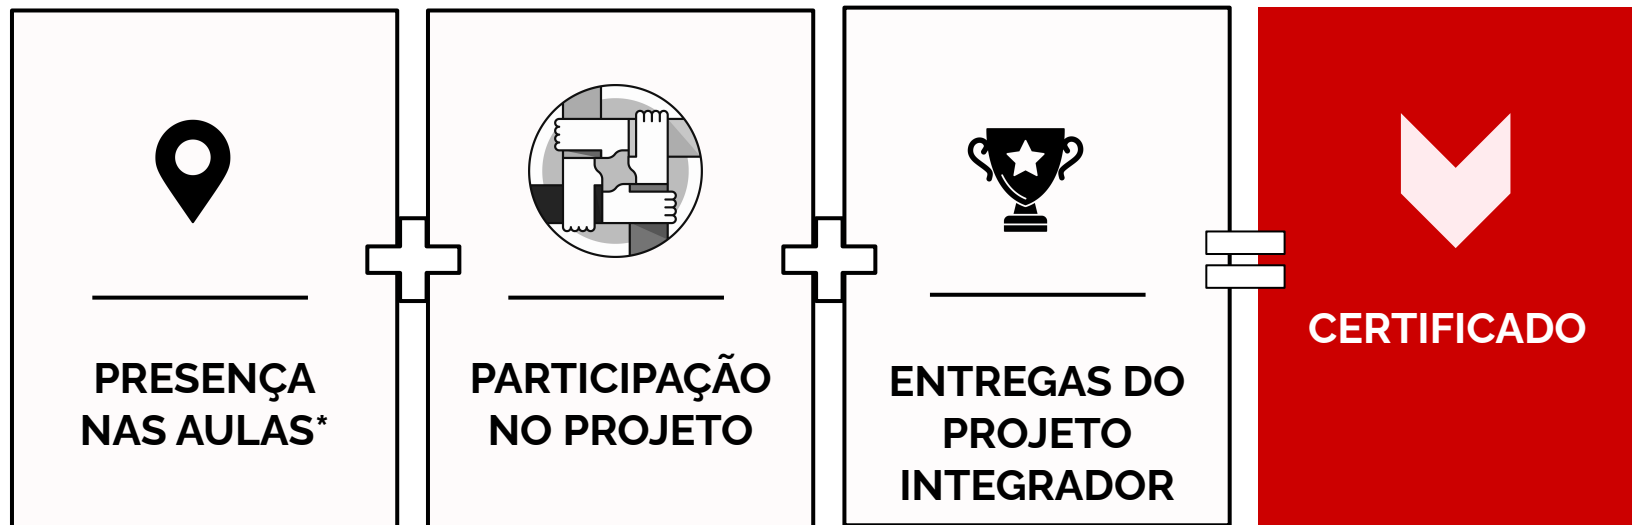 PRESENÇA
NAS AULAS*
PARTICIPAÇÃO
NO PROJETO
ENTREGAS DO
PROJETO
INTEGRADOR
CERTIFICADO